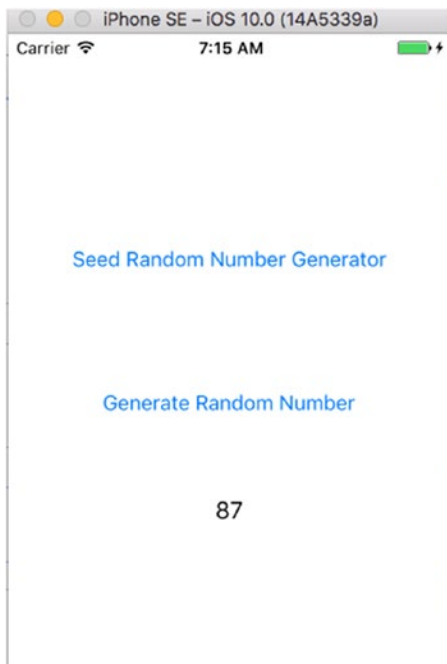 iPhone SE – iOS 10.0 (14A5339a)
Carrier 7:15 AM
Seed Random Number Generator
Generate Random Number
87